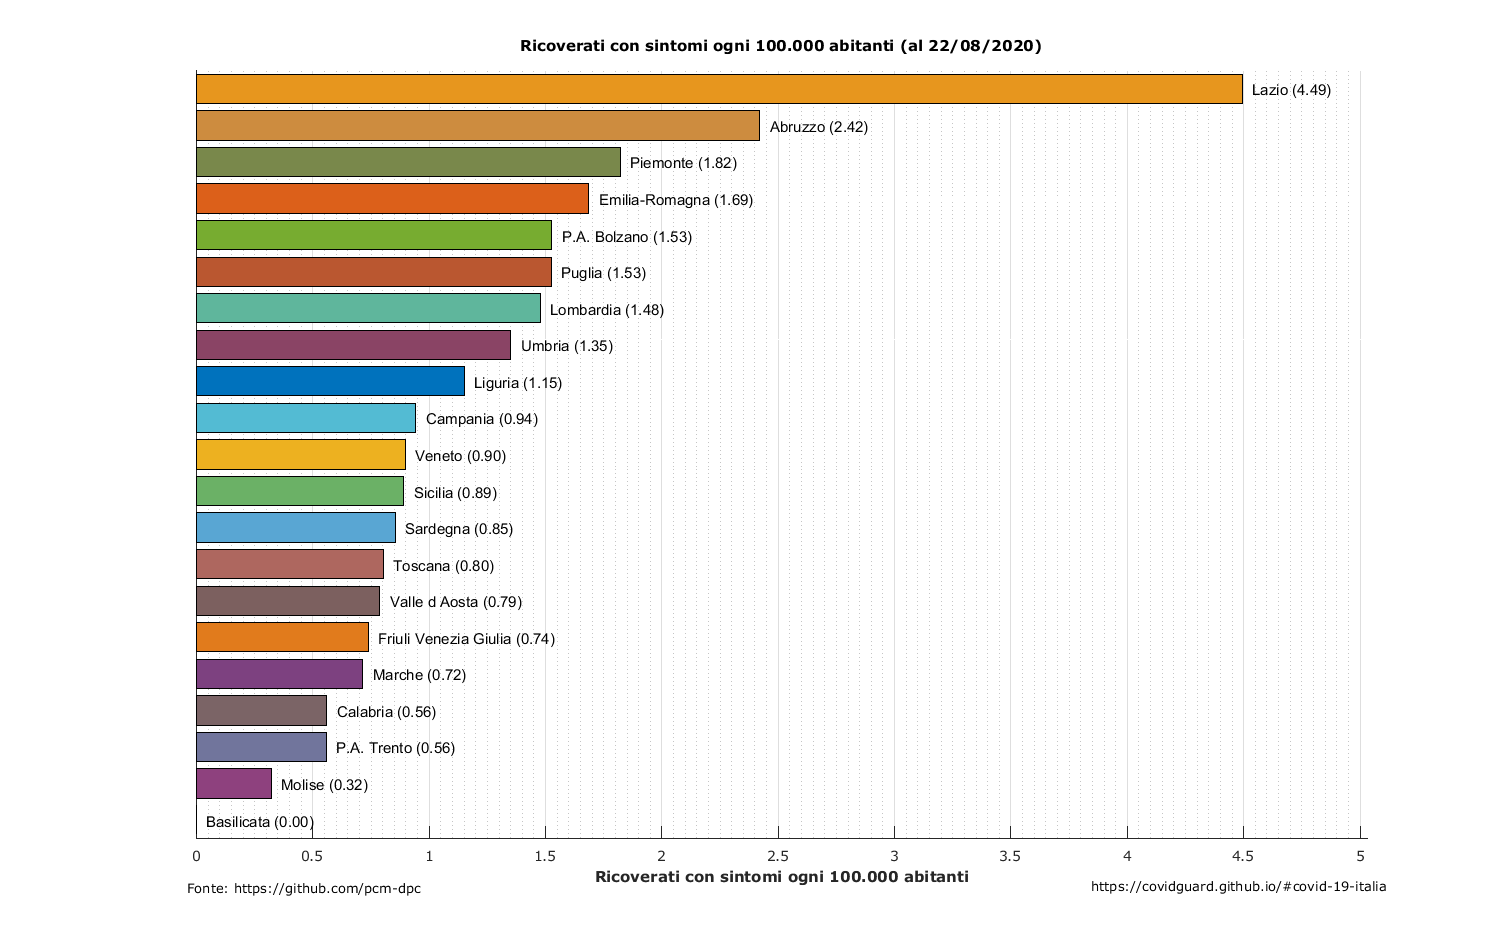 Ricoverati con sintomi ogni 100.000 abitanti (al 22/08/2020)
Lazio (4.49)
Abruzzo (2.42)
Piemonte (1.82)
Emilia-Romagna (1.69)
P.A. Bolzano (1.53)
Puglia (1.53)
Lombardia (1.48)
Umbria (1.35)
Liguria (1.15)
Campania (0.94)
Veneto (0.90)
Sicilia (0.89)
Sardegna (0.85)
Toscana (0.80)
Valle d Aosta (0.79)
Friuli Venezia Giulia (0.74)
Marche (0.72)
Calabria (0.56)
P.A. Trento (0.56)
Molise (0.32)
Basilicata (0.00)
0 0.5 1 1.5 2 2.5 3 3.5 4 4.5 5
Ricoverati con sintomi ogni 100.000 abitanti
Fonte: https://github.com/pcm-dpc
https://covidguard.github.io/#covid-19-italia